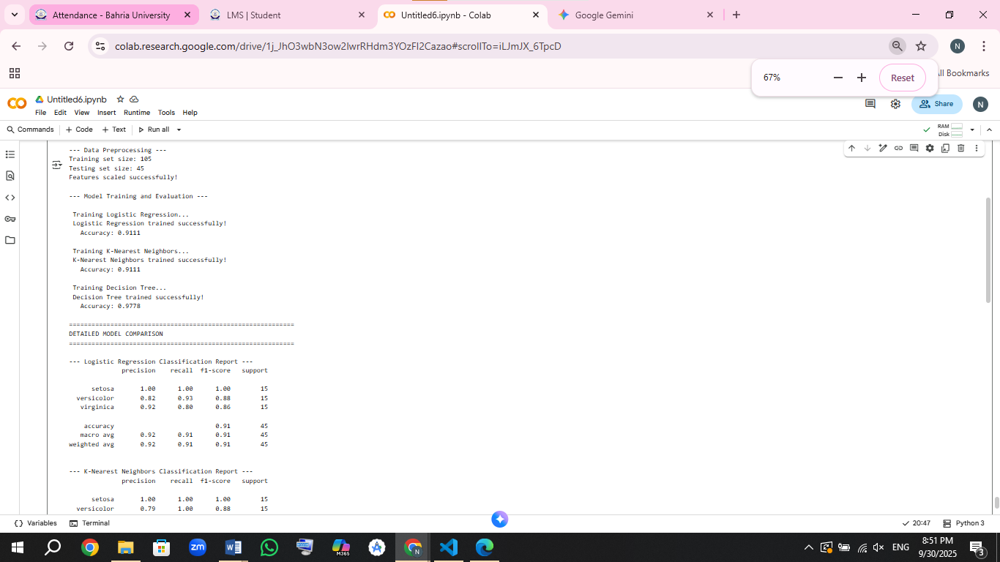 Attendance - Bahria University
LMS | Student
Untitled6.ipynb - Colab
Google Gemini
colab.research.google.com/drive/1j_JhO3wbN3ow2IwrRHdm3YOzFI2Cazao#scrollTo=iLJmJX_6TpcD
N
All Bookmarks
67%
Reset
Untitled6.ipynb
File Edit View Insert Runtime Tools Help
Share
N
Commands + Code + Text Run all
RAM
Disk
--- Data Preprocessing ---
Training set size: 105
Testing set size: 45
Features scaled successfully!
--- Model Training and Evaluation ---
Training Logistic Regression...
Logistic Regression trained successfully!
Accuracy: 0.9111
Training K-Nearest Neighbors...
K-Nearest Neighbors trained successfully!
Accuracy: 0.9111
Training Decision Tree...
Decision Tree trained successfully!
Accuracy: 0.9778
============================================================
DETAILED MODEL COMPARISON
============================================================
--- Logistic Regression Classification Report ---
precision recall f1-score support
setosa 1.00 1.00 1.00 15
versicolor 0.82 0.93 0.88 15
virginica 0.92 0.80 0.86 15
accuracy 0.91 45
macro avg 0.92 0.91 0.91 45
weighted avg 0.92 0.91 0.91 45
--- K-Nearest Neighbors Classification Report ---
precision recall f1-score support
setosa 1.00 1.00 1.00 15
versicolor 0.79 1.00 0.88 15
Variables Terminal
20:47 Python 3
zm
W
M365
N
ENG
8:51 PM
9/30/2025
3